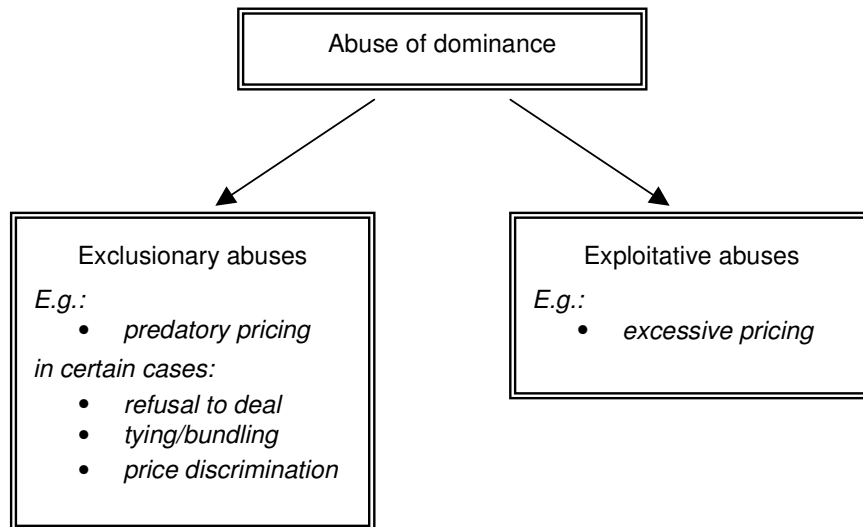 Abuse of dominance
Exclusionary abuses
E.g.:
• predatory pricing
in certain cases:
• refusal to deal
• tying/bundling
• price discrimination
Exploitative abuses
E.g.:
• excessive pricing